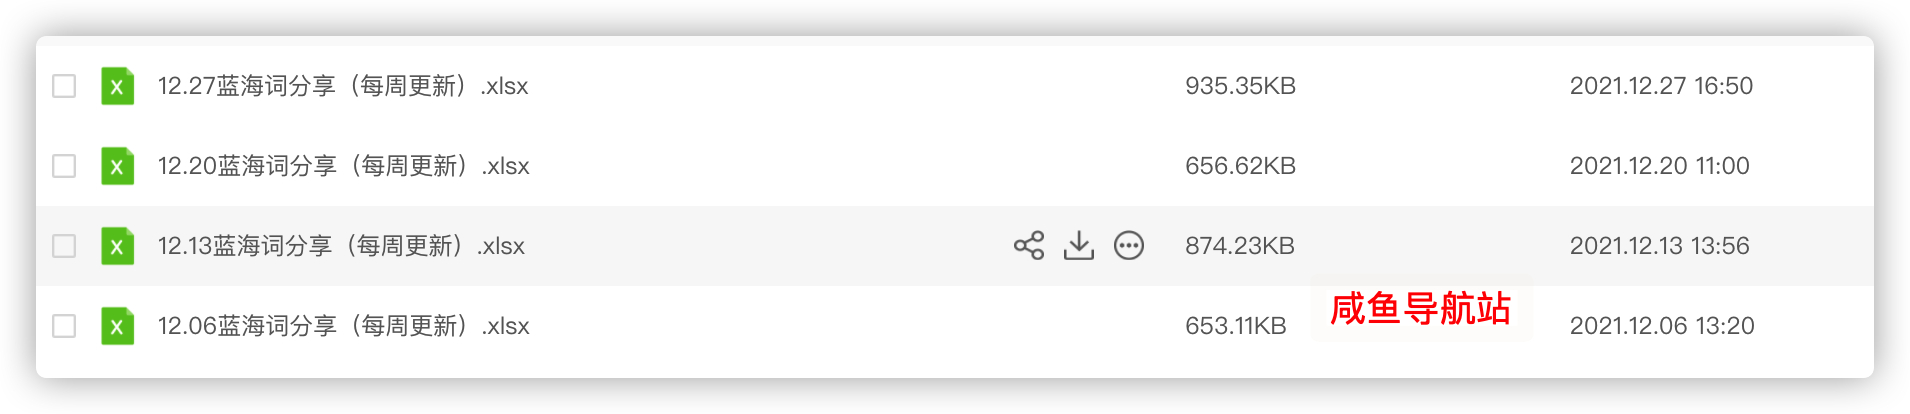 12.27蓝海词分享（每周更新）.xlsx 935.35KB 2021.12.27 16:50
12.20蓝海词分享（每周更新）.xlsx 656.62KB 2021.12.20 11:00
12.13蓝海词分享（每周更新）.xlsx 874.23KB 2021.12.13 13:56
咸鱼导航站
12.06蓝海词分享（每周更新）.xlsx 653.11KB 2021.12.06 13:20